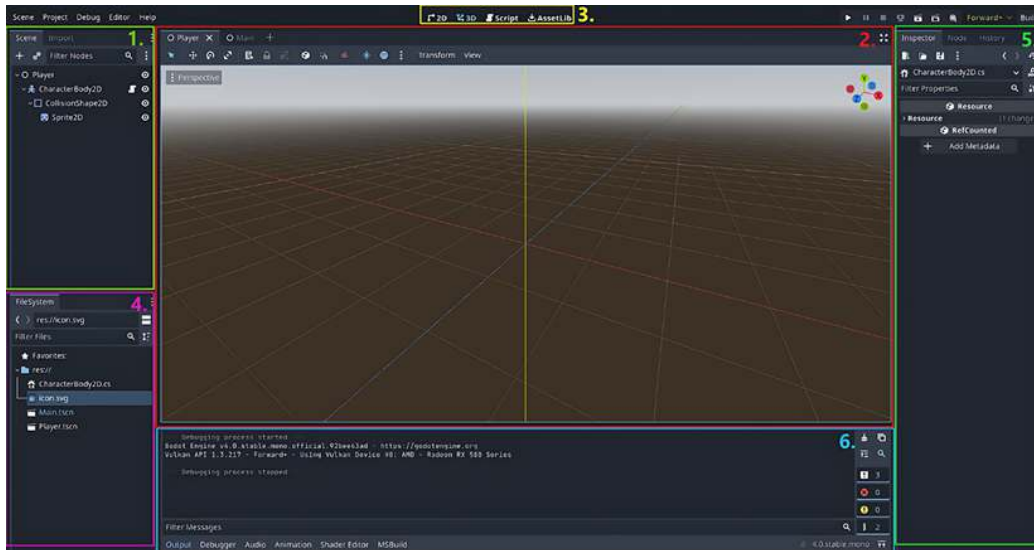 Scene Project Debug Editor Help
2D 3D Script AssetLib 3.
Forward+
Scene Import 1.
Filter Nodes
Player
CharacterBody2D
CollisionShape2D
Sprite2D
Player Main 2.
Transform View
Perspective
Y
Inspector Node History 5
CharacterBody2D.cs
Filter Properties
Resource
Resource
RefCounted
Add Metadata
FileSystem 4.
res://icon.svg
Filter Files
Favorites:
res://
CharacterBody2D.cs
icon.svg
Main.tscn
Player.tscn
6.
Debugging process started
Godot Engine v4.0.stable.mono.official.92bee43ad - https://godotengine.org
Vulkan API 1.3.217 - Forward+ - Using Vulkan Device #0: AMD - Radeon RX 580 Series
Debugging process stopped
3
0
0
2
Filter Messages
Output Debugger Audio Animation Shader Editor MSBuild
4.0.stable.mono